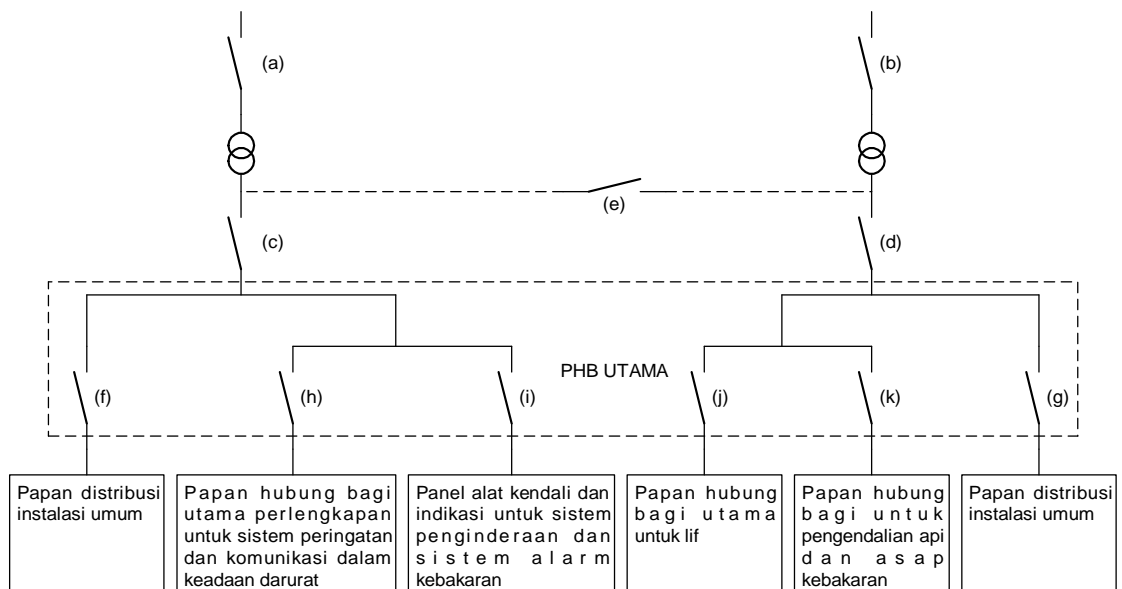 (a)
(b)
(e)
(c)
(d)
PHB UTAMA
(f)
(h)
(i)
(j)
(k)
(g)
Papan distribusi
instalasi umum
Papan hubung bagi
utama perlengkapan
untuk sistem peringatan
dan komunikasi dalam
keadaan darurat
Panel alat kendali dan
indikasi untuk sistem
penginderaan dan
sistem alarm
kebakaran
Papan hubung
bagi utama
untuk lif
Papan hubung
bagi untuk
pengendalian api
dan asap
kebakaran
Papan distribusi
instalasi umum